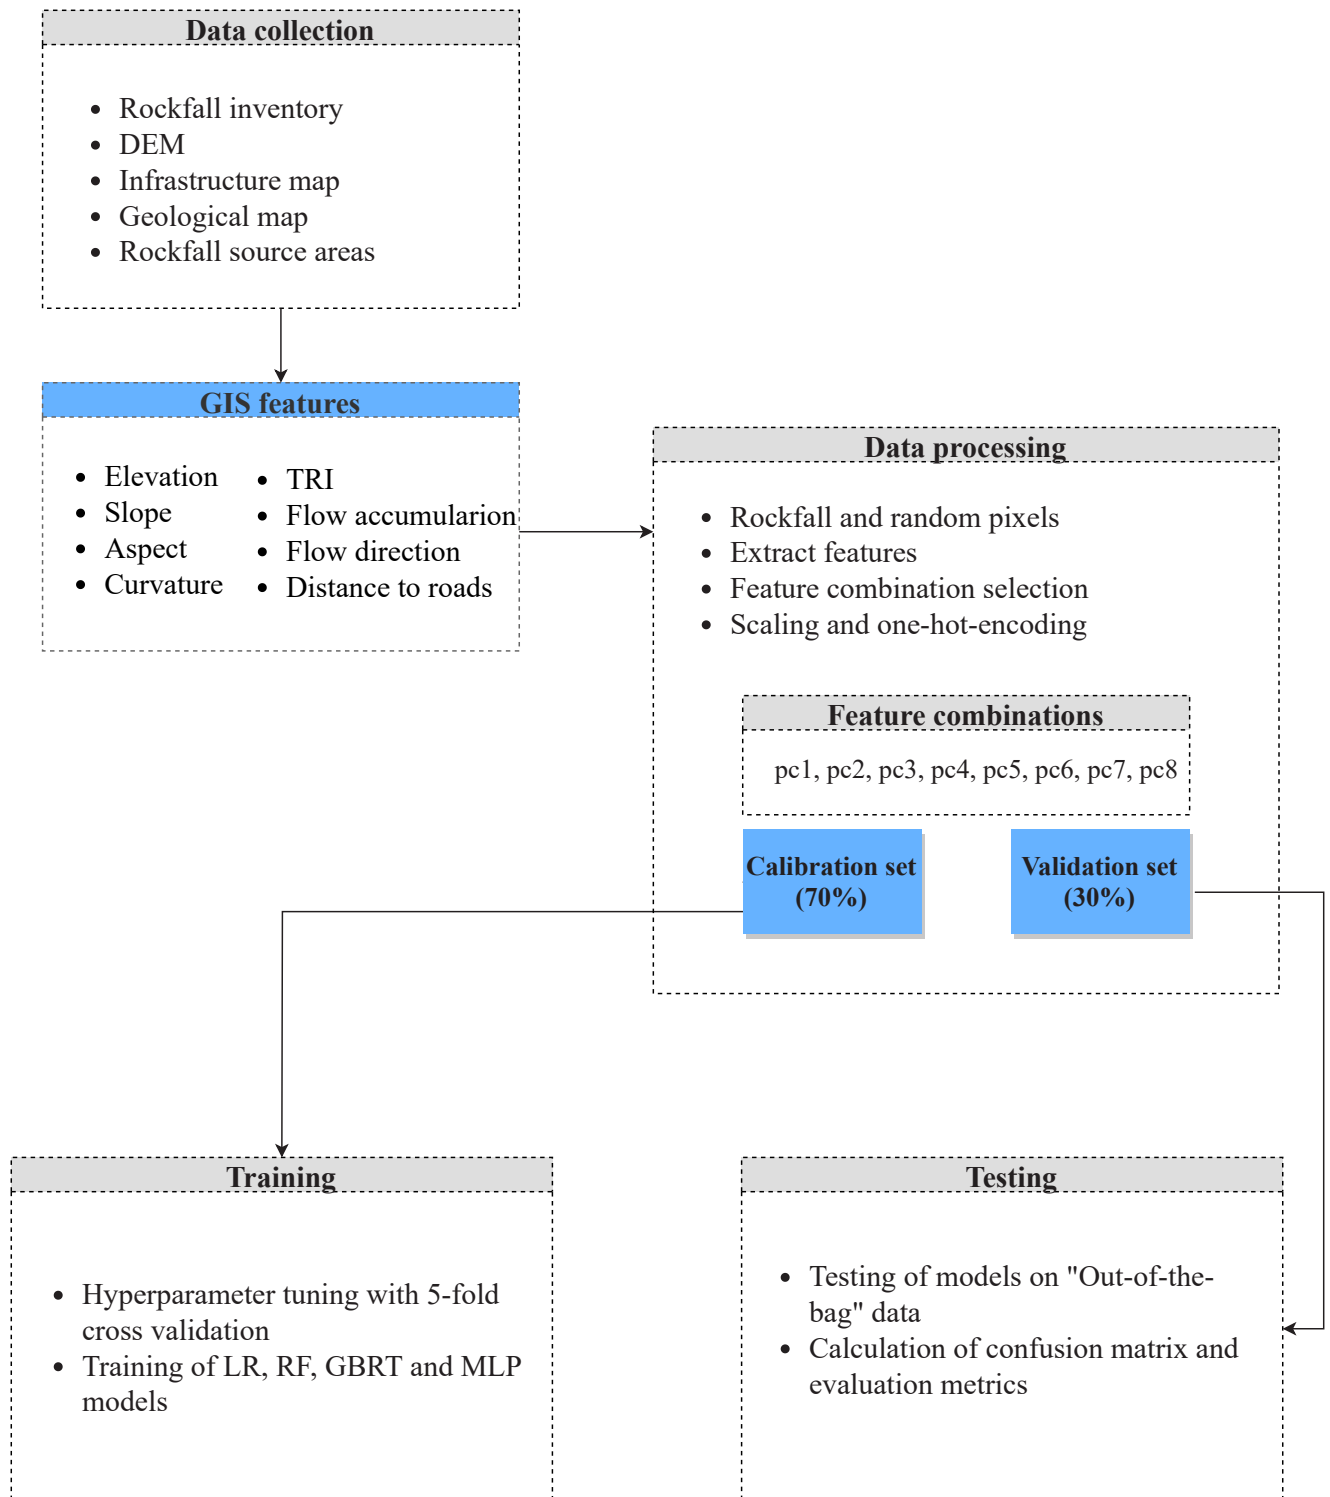 Data collection
Rockfall inventory
DEM
Infrastructure map
Geological map
Rockfall source areas
GIS features
Elevation
Slope
Aspect
Curvature
TRI
Flow accumularion
Flow direction
Distance to roads
Data processing
Rockfall and random pixels
Extract features
Feature combination selection
Scaling and one-hot-encoding
Feature combinations
pc1, pc2, pc3, pc4, pc5, pc6, pc7, pc8
Calibration set
(70%)
Validation set
(30%)
Training
Hyperparameter tuning with 5-fold
cross validation
Training of LR, RF, GBRT and MLP
models
Testing
Testing of models on "Out-of-the-
bag" data
Calculation of confusion matrix and
evaluation metrics